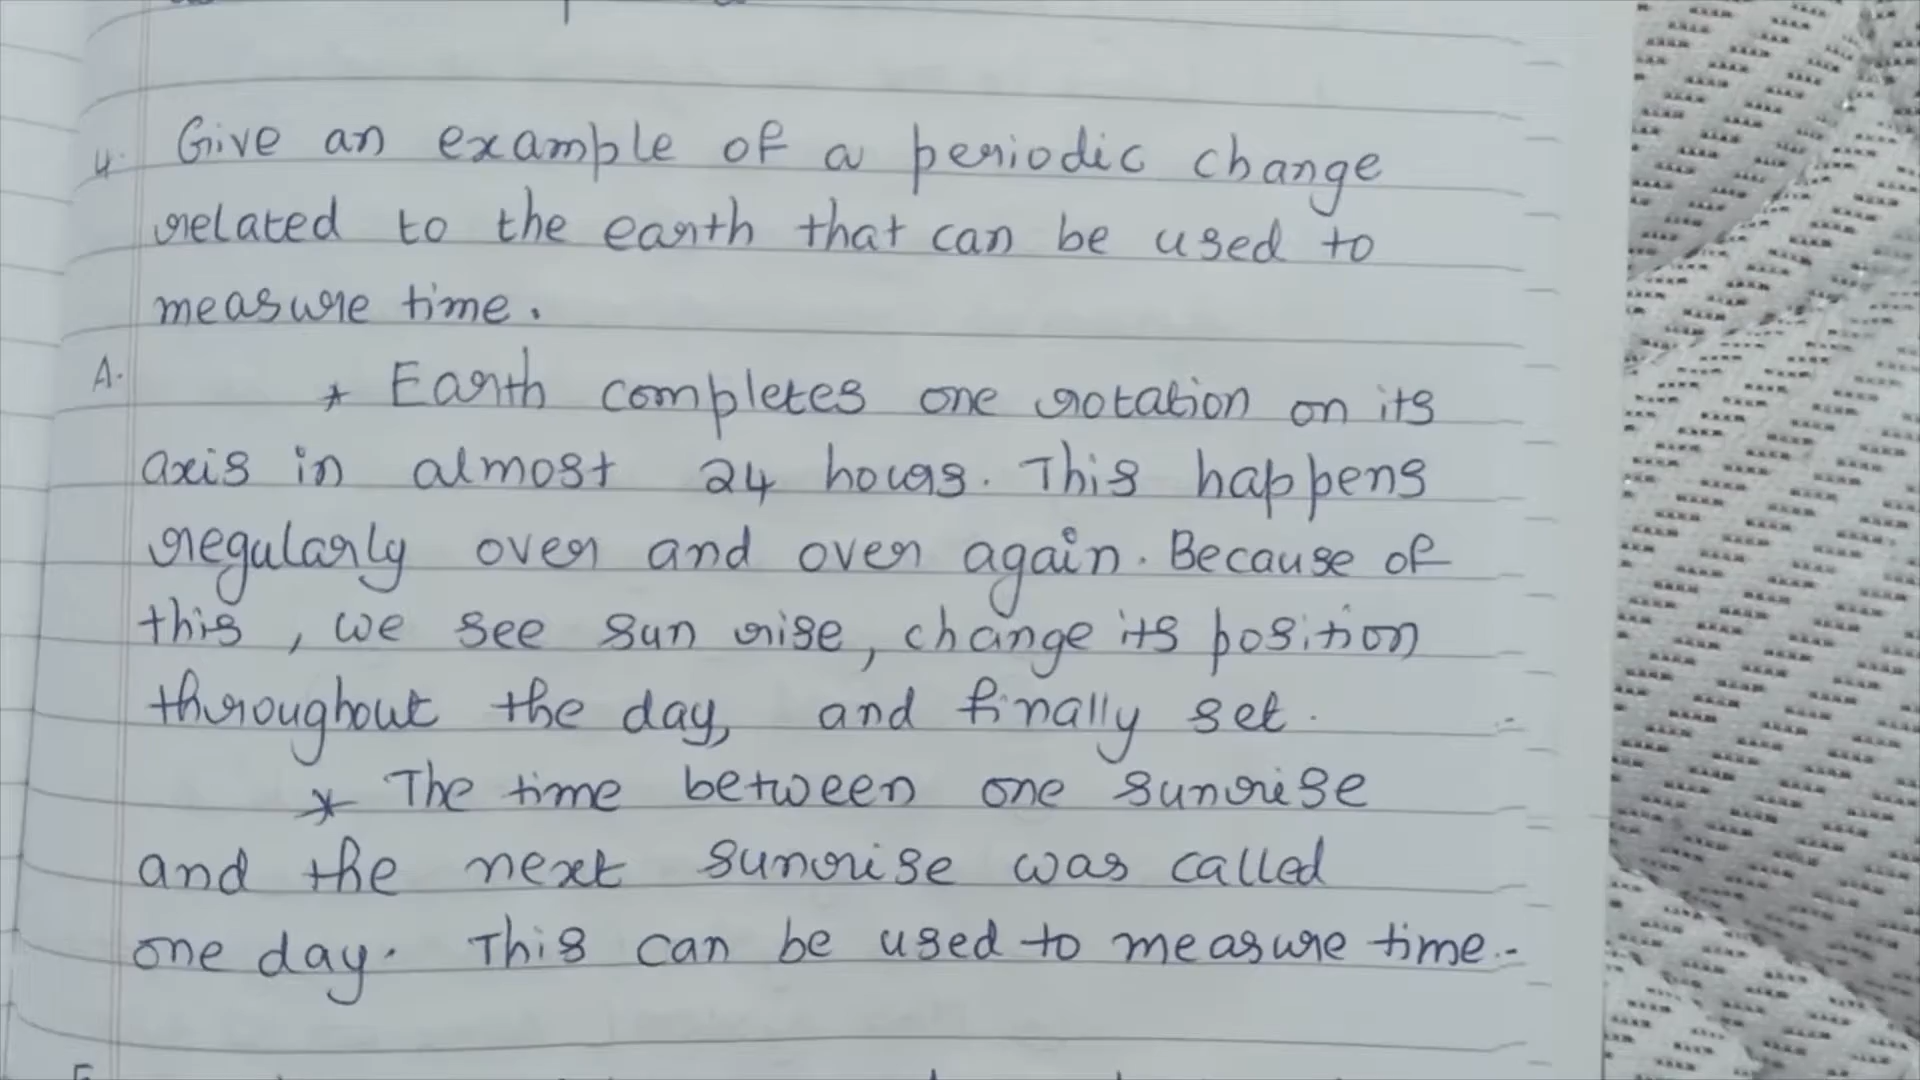 4. Give an example of a periodic change
related to the earth that can be used to
measure time.
A.
* Earth completes one rotation on its
axis in almost 24 hours. This happens
regularly over and over again. Because of
this, we see sun rise, change its position
throughout the day, and finally set.
* The time between one sunrise
and the next sunrise was called
one day. This can be used to measure time.